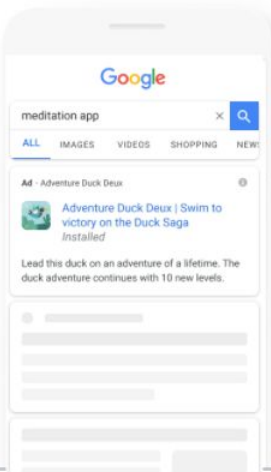 Google
meditation app
ALL IMAGES VIDEOS SHOPPING NEWS
Ad - Adventure Duck Deux
Adventure Duck Deux | Swim to
victory on the Duck Saga
Installed
Lead this duck on an adventure of a lifetime. The
duck adventure continues with 10 new levels.